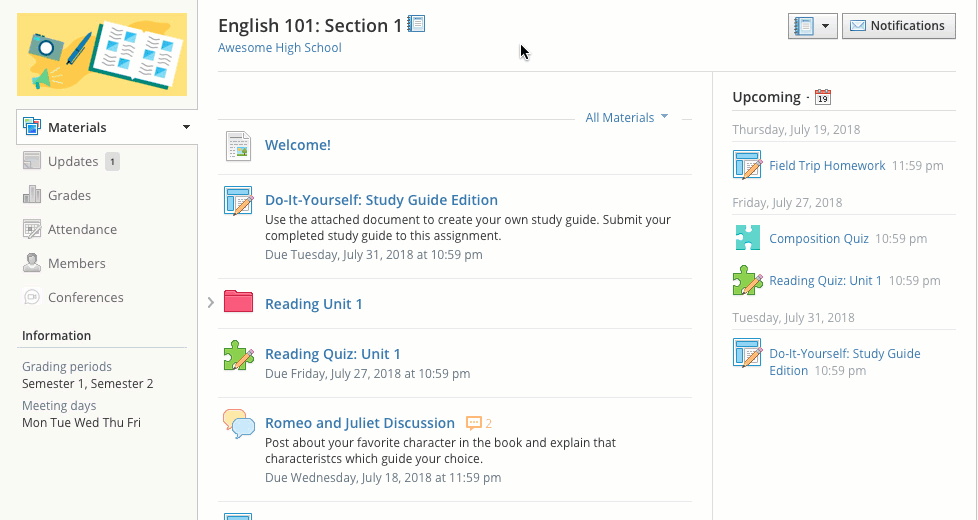 English 101: Section 1
Awesome High School
Notifications
Materials
Updates 1
Grades
Attendance
Members
Conferences
Information
Grading periods
Semester 1, Semester 2
Meeting days
Mon Tue Wed Thu Fri
All Materials
Welcome!
Do-It-Yourself: Study Guide Edition
Use the attached document to create your own study guide. Submit your
completed study guide to this assignment.
Due Tuesday, July 31, 2018 at 10:59 pm
Reading Unit 1
Reading Quiz: Unit 1
Due Friday, July 27, 2018 at 10:59 pm
Romeo and Juliet Discussion 2
Post about your favorite character in the book and explain that
characteristcs which guide your choice.
Due Wednesday, July 18, 2018 at 11:59 pm
Upcoming · 19
Thursday, July 19, 2018
Field Trip Homework 11:59 pm
Friday, July 27, 2018
Composition Quiz 10:59 pm
Reading Quiz: Unit 1 10:59 pm
Tuesday, July 31, 2018
Do-It-Yourself: Study Guide
Edition 10:59 pm